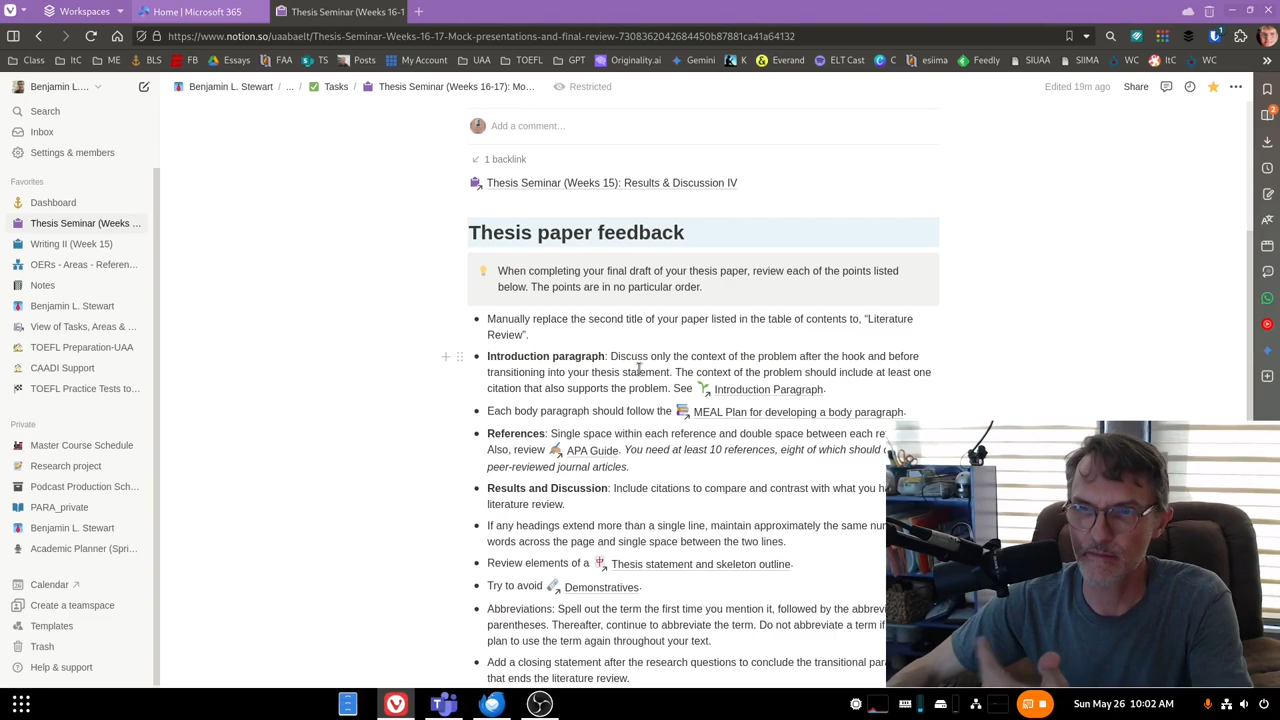 Workspaces
Home | Microsoft 365
Thesis Seminar (Weeks 16-1
https://www.notion.so/uaabaelt/Thesis-Seminar-Weeks-16-17-Mock-presentations-and-final-review-7308362042684450b87881ca41a64132
Class
ItC
ME
BLS
FB
Essays
FAA
TS
Posts
My Account
UAA
TOEFL
GPT
Originality.ai
Gemini
K
Everand
ELT Cast
esiima
Feedly
SIUAA
SIIMA
WC
ItC
WC
Benjamin L....
Benjamin L. Stewart / ... / Tasks / Thesis Seminar (Weeks 16-17): Mo... Restricted
Edited 19m ago
Share
Search
Inbox
Settings & members
Favorites
Dashboard
Thesis Seminar (Weeks ...
Writing II (Week 15)
OERs - Areas - Referen...
Notes
Benjamin L. Stewart
View of Tasks, Areas & ...
TOEFL Preparation-UAA
CAADI Support
TOEFL Practice Tests to...
Private
Master Course Schedule
Research project
Podcast Production Sch...
PARA_private
Benjamin L. Stewart
Academic Planner (Spri...
Calendar ↗
Create a teamspace
Templates
Trash
Help & support
Add a comment…
1 backlink
Thesis Seminar (Weeks 15): Results & Discussion IV
Thesis paper feedback
When completing your final draft of your thesis paper, review each of the points listed
below. The points are in no particular order.
• Manually replace the second title of your paper listed in the table of contents to, “Literature
Review”.
• Introduction paragraph: Discuss only the context of the problem after the hook and before
transitioning into your thesis statement. The context of the problem should include at least one
citation that also supports the problem. See Introduction Paragraph.
• Each body paragraph should follow the MEAL Plan for developing a body paragraph.
• References: Single space within each reference and double space between each re
Also, review APA Guide. You need at least 10 references, eight of which should
peer-reviewed journal articles.
• Results and Discussion: Include citations to compare and contrast with what you ha
literature review.
• If any headings extend more than a single line, maintain approximately the same nu
words across the page and single space between the two lines.
• Review elements of a Thesis statement and skeleton outline.
• Try to avoid Demonstratives.
• Abbreviations: Spell out the term the first time you mention it, followed by the abbrevi
parentheses. Thereafter, continue to abbreviate the term. Do not abbreviate a term if
plan to use the term again throughout your text.
• Add a closing statement after the research questions to conclude the transitional par
that ends the literature review.
2
Sun May 26 10:02 AM